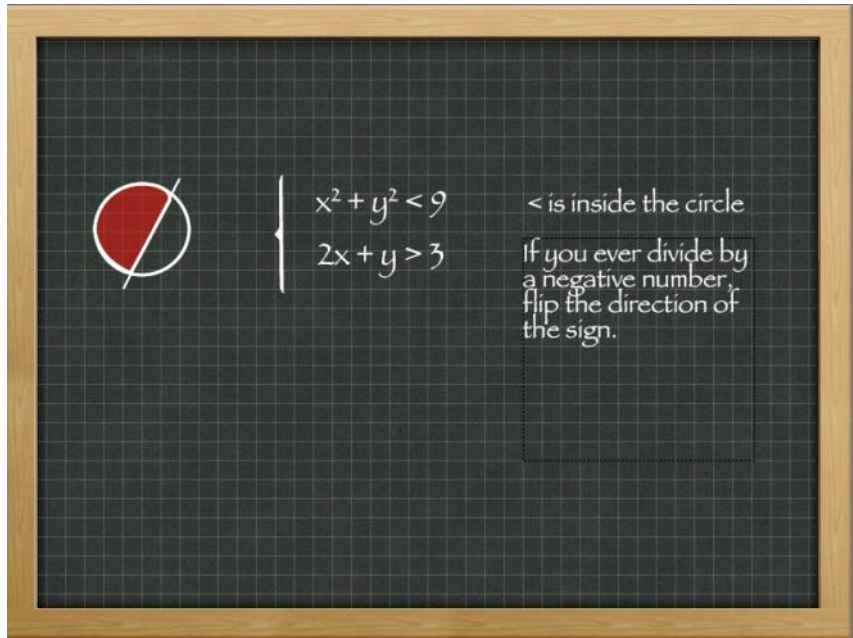 x² + y² < 9
2x + y > 3
< is inside the circle
If you ever divide by
a negative number,
flip the direction of
the sign.